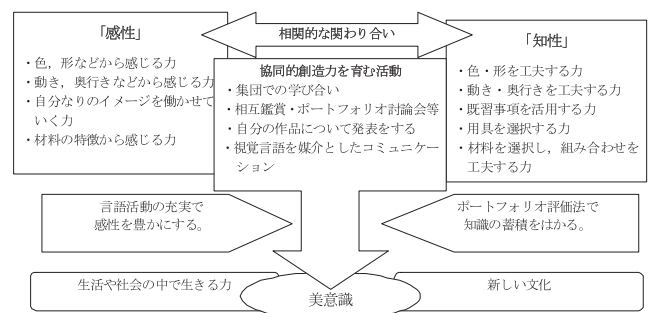 「感性」
・色，形などから感じる力
・動き，奥行きなどから感じる力
・自分なりのイメージを働かせて
いく力
・材料の特徴から感じる力
相関的な関わり合い
協同的創造力を育む活動
・集団での学び合い
・相互鑑賞・ポートフォリオ討論会等
・自分の作品について発表をする
・視覚言語を媒介としたコミュニケー
ション
「知性」
・色・形を工夫する力
・動き・奥行きを工夫する力
・既習事項を活用する力
・用具を選択する力
・材料を選択し，組み合わせを
工夫する力
言語活動の充実で
感性を豊かにする。
ポートフォリオ評価法で
知識の蓄積をはかる。
生活や社会の中で生きる力
美意識
新しい文化